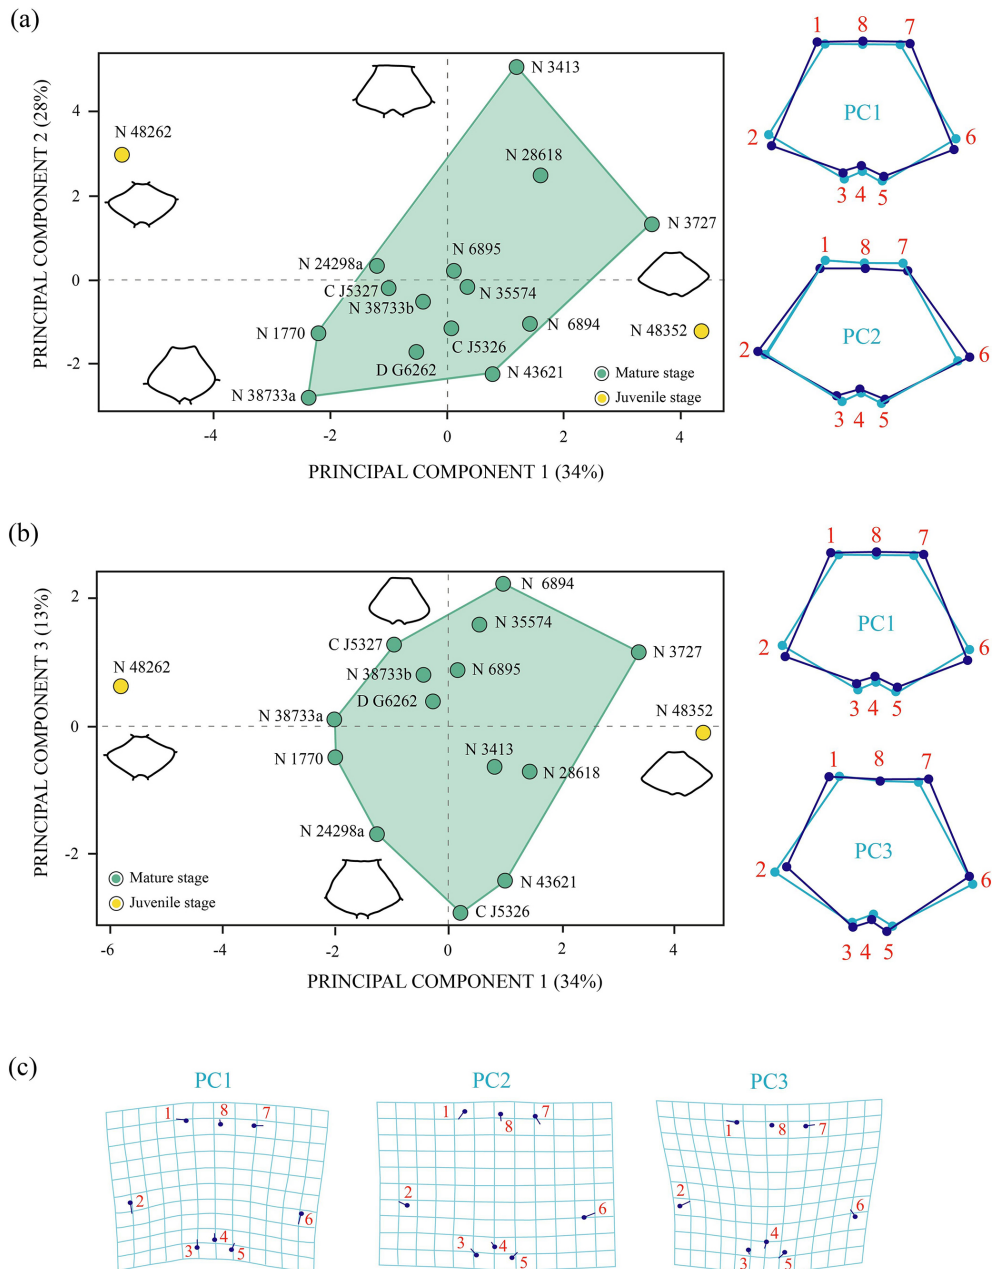 (a)
PRINCIPAL COMPONENT 2 (28%)
4
2
0
-2
N 3413
N 48262
N 28618
N 3727
N 6895
N 24298a
C J5327
N 35574
N 38733b
N 1770
N 6894
N 48352
C J5326
D G6262
N 43621
N 38733a
Mature stage
Juvenile stage
-4
-2
0
2
4
PRINCIPAL COMPONENT 1 (34%)
1 8 7
PC1
2 6
3 4 5
1 8 7
PC2
2 6
3 4 5
(b)
PRINCIPAL COMPONENT 3 (13%)
2
0
-2
N 6894
N 35574
C J5327
N 3727
N 48262
N 38733b
N 6895
D G6262
N 38733a
N 48352
N 1770
N 3413
N 28618
N 24298a
N 43621
C J5326
Mature stage
Juvenile stage
-6
-4
-2
0
2
4
PRINCIPAL COMPONENT 1 (34%)
1 8 7
2 6
PC1
3 4 5
1 8 7
PC3
2 6
3 4 5
(c)
PC1
1 8 7
2 6
3 4 5
PC2
1 8 7
2 6
3 4 5
PC3
1 8 7
2 6
3 4 5